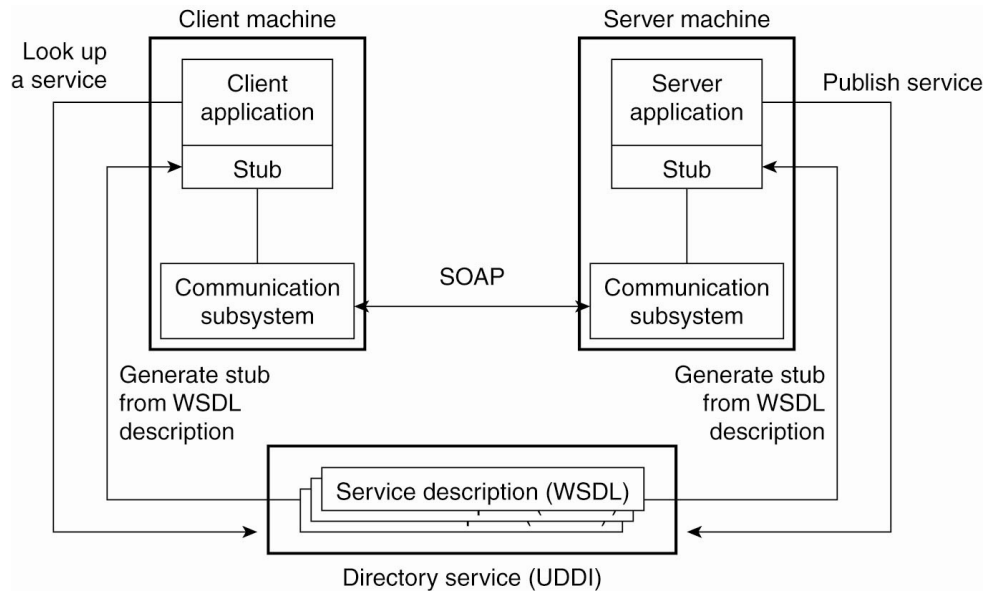 Client machine
Server machine
Look up
a service
Client
application
Stub
Communication
subsystem
Server
application
Stub
Communication
subsystem
Publish service
SOAP
Generate stub
from WSDL
description
Generate stub
from WSDL
description
Service description (WSDL)
Directory service (UDDI)